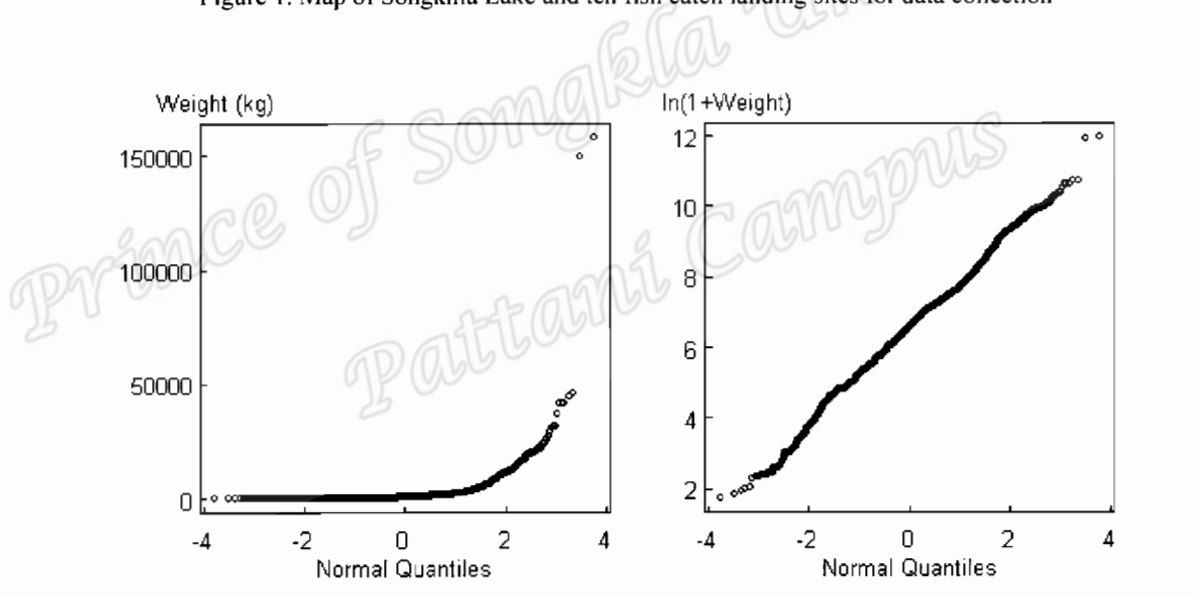 Figure 1. Map of Songkhla Lake and ten fish catch landing sites for data collection
Prince of Songkla
Pattani Campus
Weight (kg)
150000
100000
50000
0
-4 -2 0 2 4
Normal Quantiles
ln(1+Weight)
12
10
8
6
4
2
-4 -2 0 2 4
Normal Quantiles